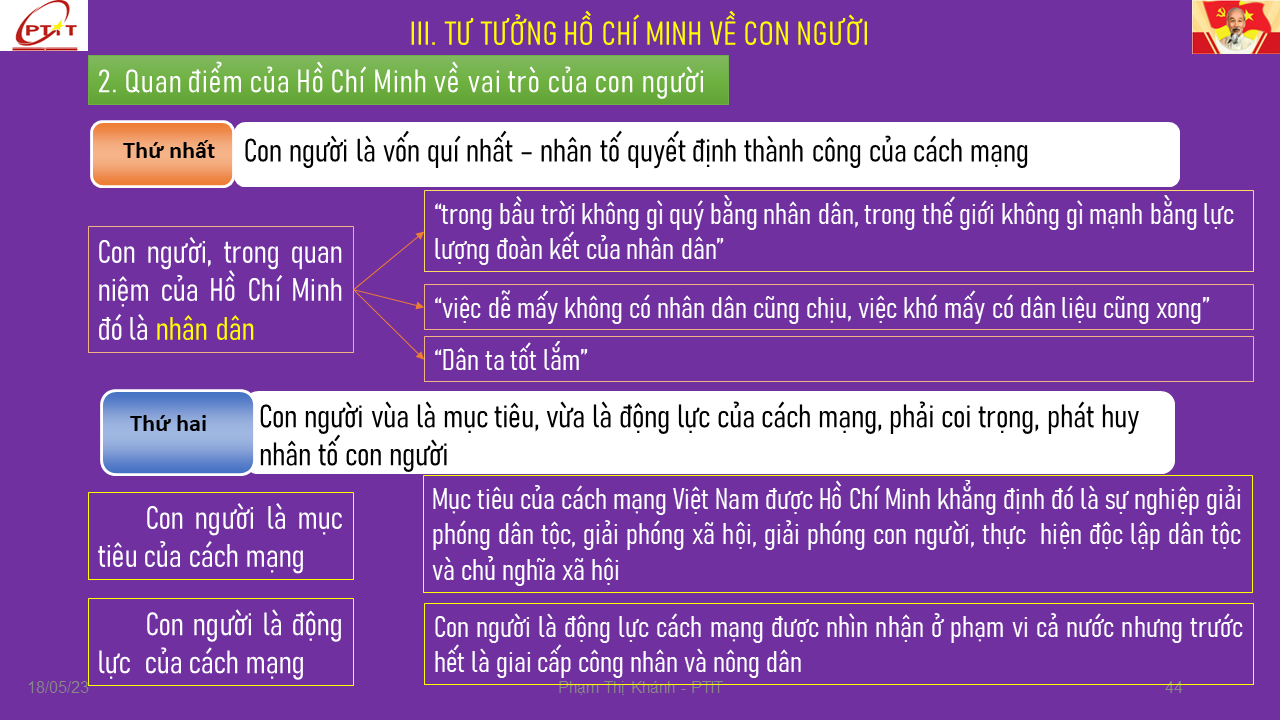 PTIT
III. TƯ TƯỞNG HỒ CHÍ MINH VỀ CON NGƯỜI
2. Quan điểm của Hồ Chí Minh về vai trò của con người
Thứ nhất
Con người là vốn quí nhất – nhân tố quyết định thành công của cách mạng
Con người, trong quan
niệm của Hồ Chí Minh
đó là nhân dân
“trong bầu trời không gì quý bằng nhân dân, trong thế giới không gì mạnh bằng lực
lượng đoàn kết của nhân dân”
“việc dễ mấy không có nhân dân cũng chịu, việc khó mấy có dân liệu cũng xong”
“Dân ta tốt lắm”
Thứ hai
Con người vùa là mục tiêu, vừa là động lực của cách mạng, phải coi trọng, phát huy
nhân tố con người
Con người là mục
tiêu của cách mạng
Mục tiêu của cách mạng Việt Nam được Hồ Chí Minh khẳng định đó là sự nghiệp giải
phóng dân tộc, giải phóng xã hội, giải phóng con người, thực hiện độc lập dân tộc
và chủ nghĩa xã hội
Con người là động
lực của cách mạng
Con người là động lực cách mạng được nhìn nhận ở phạm vi cả nước nhưng trước
hết là giai cấp công nhân và nông dân
18/05/23
Phạm Thị Khánh - PTIT
44